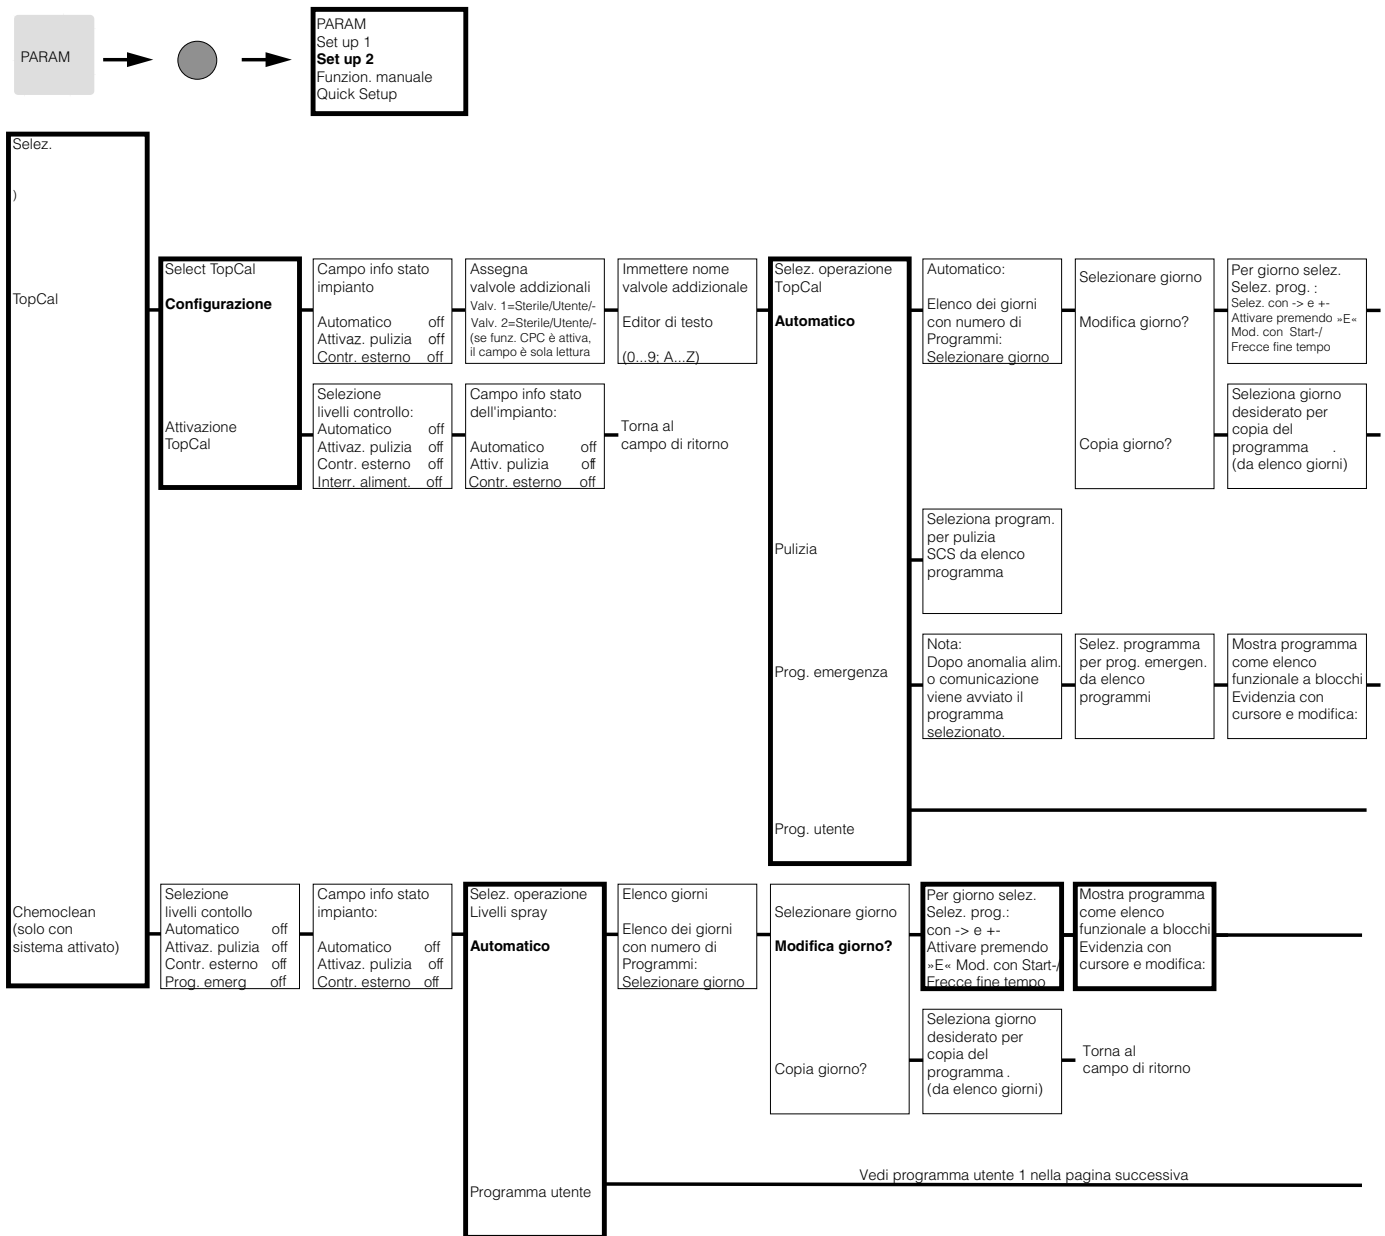 PARAM
PARAM
Set up 1
Set up 2
Funzion. manuale
Quick Setup
Selez.
)
TopCal
Select TopCal
Configurazione
Attivazione
TopCal
Campo info stato
impianto
Automatico off
Attivaz. pulizia off
Contr. esterno off
Assegna
valvole addizionali
Valv. 1=Sterile/Utente/-
Valv. 2=Sterile/Utente/-
(se funz. CPC è attiva,
il campo è sola lettura
Immettere nome
valvole addizionale
Editor di testo
(0...9; A...Z)
Selez. operazione
TopCal
Automatico
Pulizia
Prog. emergenza
Prog. utente
Automatico:
Elenco dei giorni
con numero di
Programmi:
Selezionare giorno
Selezionare giorno
Modifica giorno?
Copia giorno?
Per giorno selez.
Selez. prog. :
Selez. con -> e +-
Attivare premendo »E«
Mod. con Start-/
Frecce fine tempo
Selezione
livelli controllo:
Automatico off
Attivaz. pulizia off
Contr. esterno off
Interr. aliment. off
Campo info stato
dell'impianto:
Automatico off
Attiv. pulizia off
Contr. esterno off
Torna al
campo di ritorno
Seleziona giorno
desiderato per
copia del
programma .
(da elenco giorni)
Seleziona program.
per pulizia
SCS da elenco
programma
Nota:
Dopo anomalia alim.
o comunicazione
viene avviato il
programma
selezionato.
Selez. programma
per prog. emergen.
da elenco
programmi
Mostra programma
come elenco
funzionale a blocchi
Evidenzia con
cursore e modifica:
Chemoclean
(solo con
sistema attivato)
Selezione
livelli contollo
Automatico off
Attivaz. pulizia off
Contr. esterno off
Prog. emerg off
Campo info stato
impianto:
Automatico off
Attivaz. pulizia off
Contr. esterno off
Selez. operazione
Livelli spray
Automatico
Programma utente
Elenco giorni
Elenco dei giorni
con numero di
Programmi:
Selezionare giorno
Selezionare giorno
Modifica giorno?
Copia giorno?
Per giorno selez.
Selez. prog.:
con -> e +-
Attivare premendo
»E« Mod. con Start-/
Frecce fine tempo
Mostra programma
come elenco
funzionale a blocchi
Evidenzia con
cursore e modifica:
Seleziona giorno
desiderato per
copia del
programma .
(da elenco giorni)
Torna al
campo di ritorno
Vedi programma utente 1 nella pagina successiva